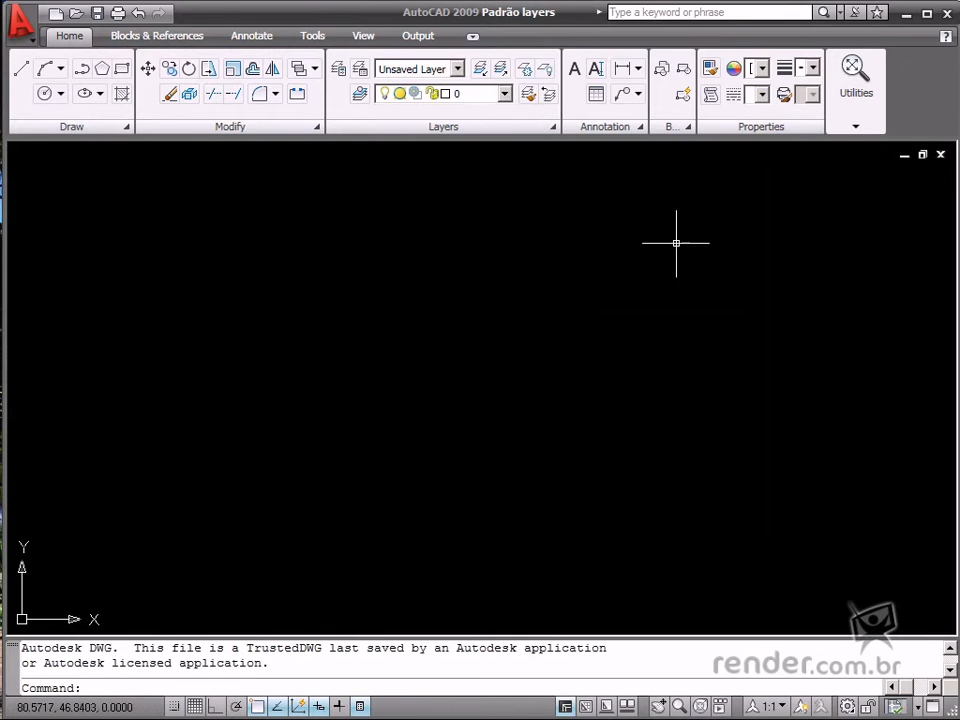 AutoCAD 2009 Padrão layers
Type a keyword or phrase
Home
Blocks & References
Annotate
Tools
View
Output
Unsaved Layer
0
Utilities
Draw
Modify
Layers
Annotation
B...
Properties
Y
X
Autodesk DWG. This file is a TrustedDWG last saved by an Autodesk application
or Autodesk licensed application.
render.com.br
Command:
80.5717, 46.8403, 0.0000
1:1